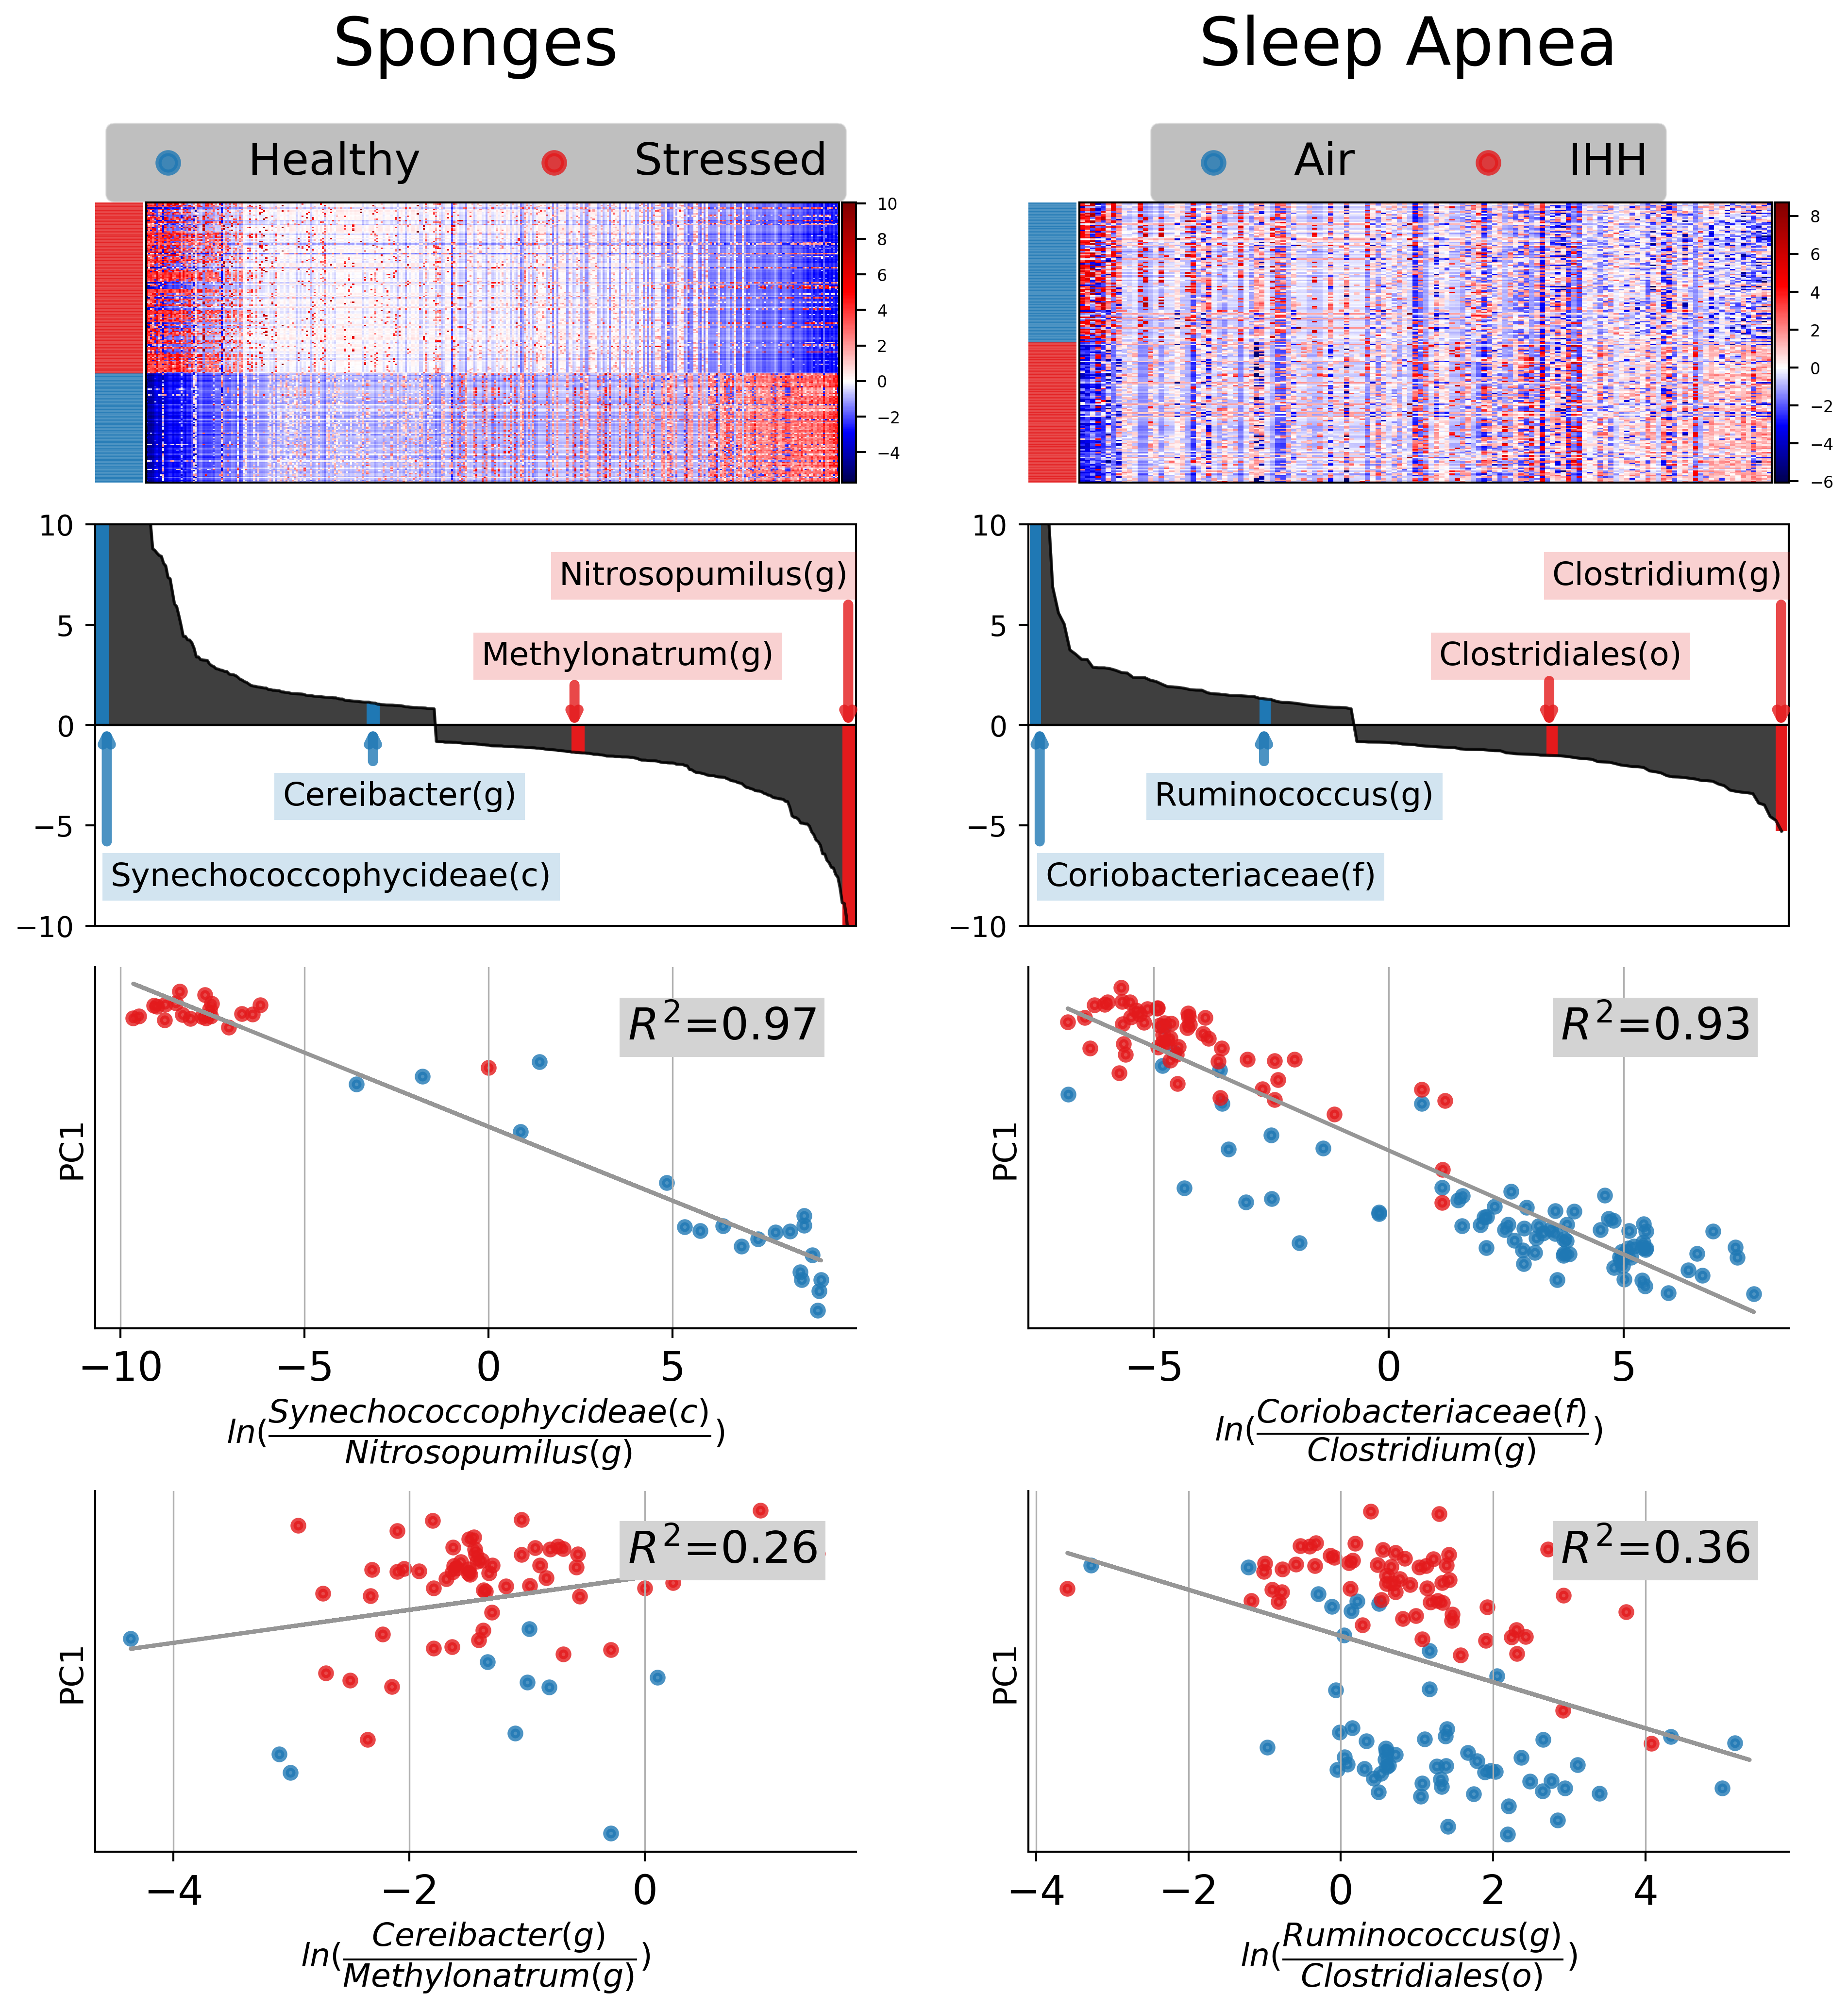 Sponges
Sleep Apnea
Healthy Stressed
Air IHH
10
8
6
4
2
0
−2
−4
8
6
4
2
0
−2
−4
−6
10
5
0
−5
−10
Nitrosopumilus(g)
Methylonatrum(g)
Cereibacter(g)
Synechococcophycideae(c)
10
5
0
−5
−10
Clostridium(g)
Clostridiales(o)
Ruminococcus(g)
Coriobacteriaceae(f)
R²=0.97
PC1
−10 −5 0 5
ln(Synechococcophycideae(c)
Nitrosopumilus(g))
R²=0.93
PC1
−5 0 5
ln(Coriobacteriaceae(f)
Clostridium(g))
R²=0.26
PC1
−4 −2 0
ln(Cereibacter(g)
Methylonatrum(g))
R²=0.36
PC1
−4 −2 0 2 4
ln(Ruminococcus(g)
Clostridiales(o))